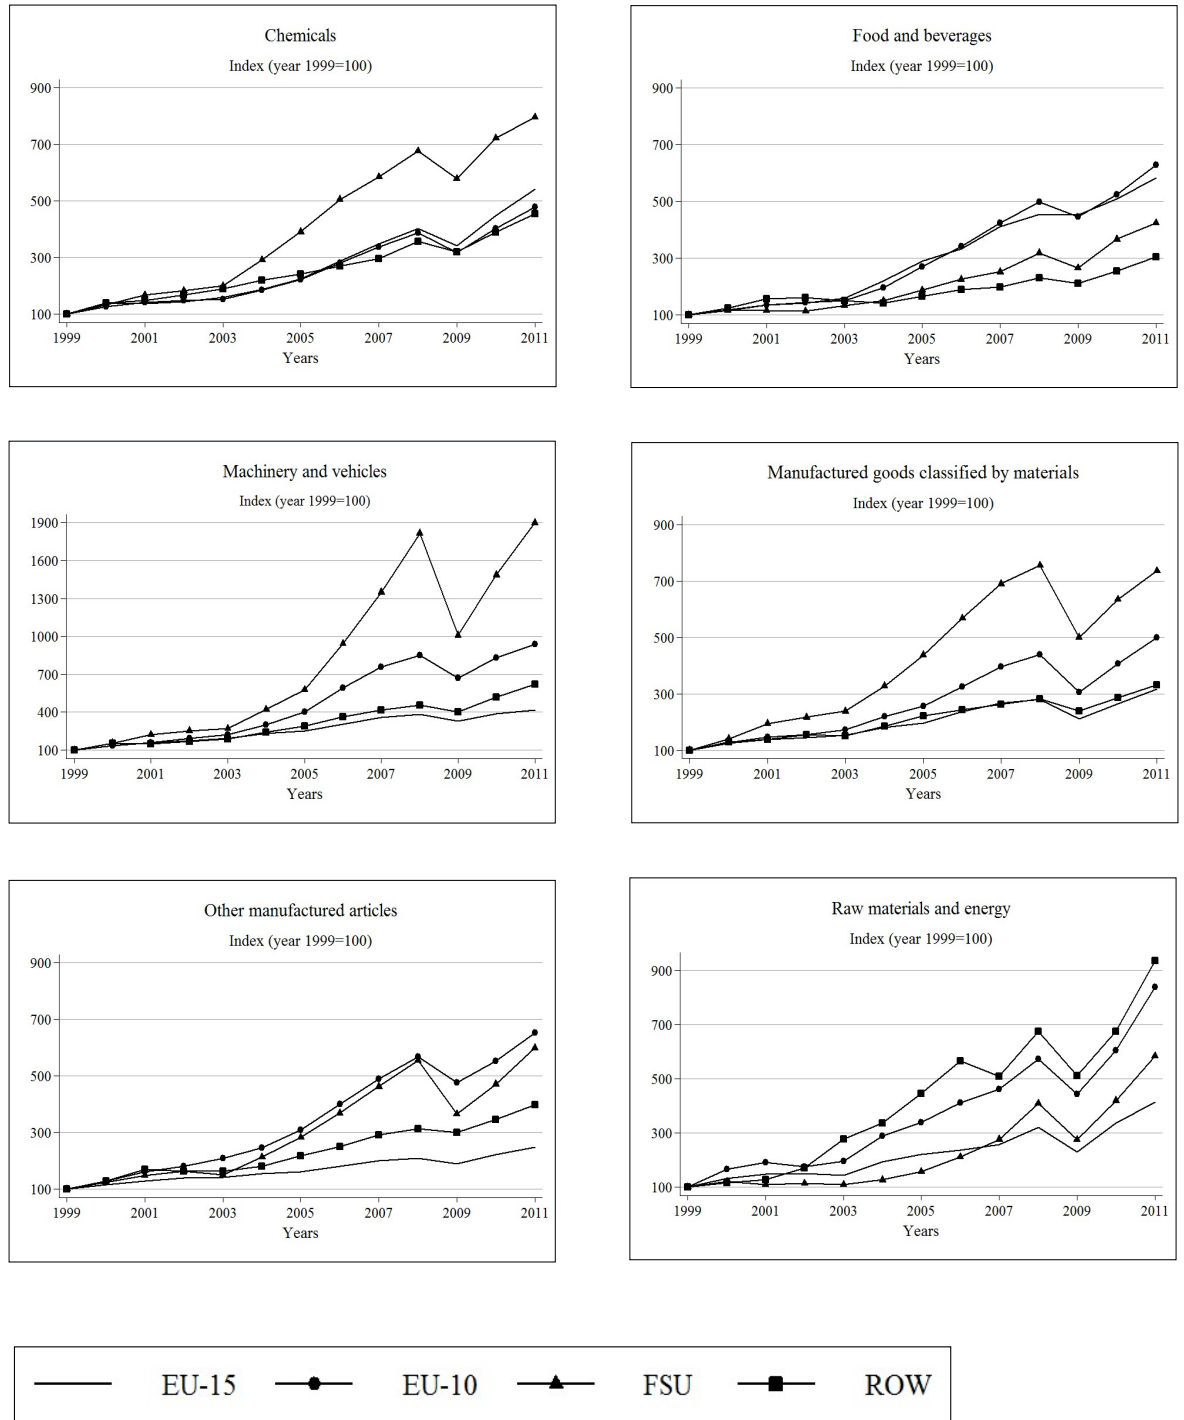 Chemicals
Index (year 1999=100)
900
700
500
300
100
1999 2001 2003 2005 2007 2009 2011
Years
Food and beverages
Index (year 1999=100)
900
700
500
300
100
1999 2001 2003 2005 2007 2009 2011
Years
Machinery and vehicles
Index (year 1999=100)
1900
1600
1300
1000
700
400
100
1999 2001 2003 2005 2007 2009 2011
Years
Manufactured goods classified by materials
Index (year 1999=100)
900
700
500
300
100
1999 2001 2003 2005 2007 2009 2011
Years
Other manufactured articles
Index (year 1999=100)
900
700
500
300
100
1999 2001 2003 2005 2007 2009 2011
Years
Raw materials and energy
Index (year 1999=100)
900
700
500
300
100
1999 2001 2003 2005 2007 2009 2011
Years
EU-15 EU-10 FSU ROW